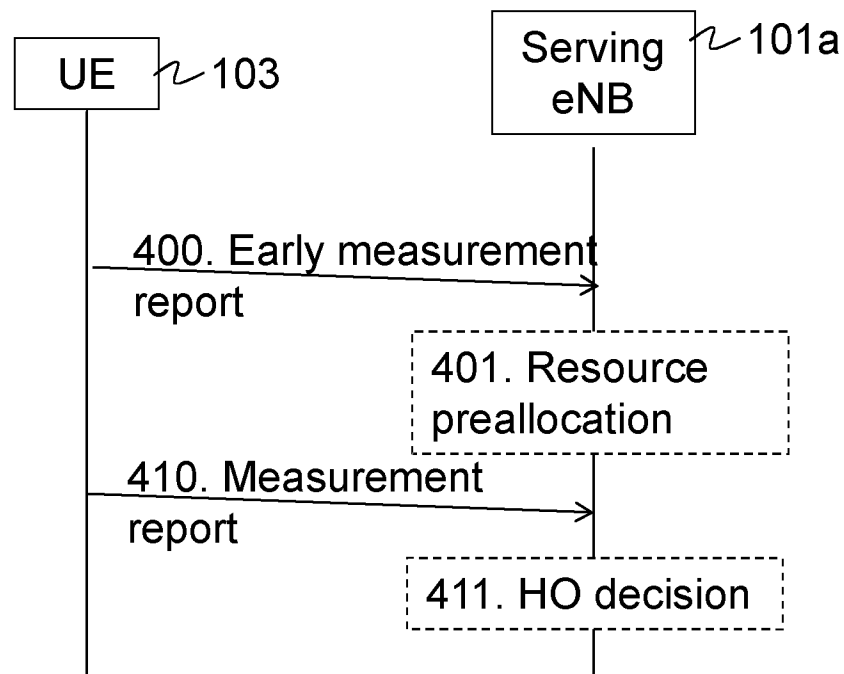 UE
103
Serving
eNB
101a
400. Early measurement
report
401. Resource
preallocation
410. Measurement
report
411. HO decision